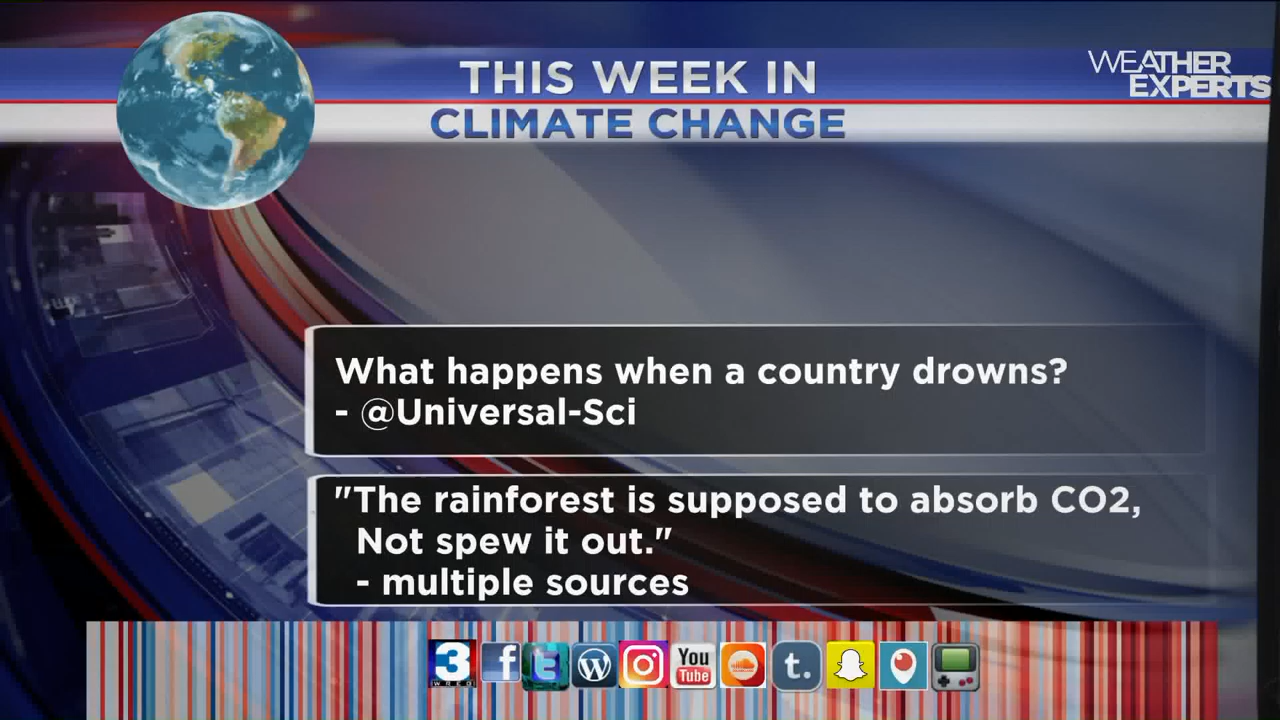 THIS WEEK IN
CLIMATE CHANGE
WEATHER
EXPERTS
What happens when a country drowns?
- @Universal-Sci
"The rainforest is supposed to absorb CO2,
Not spew it out."
- multiple sources
3
WREG
f
t
W
You
Tube
t.